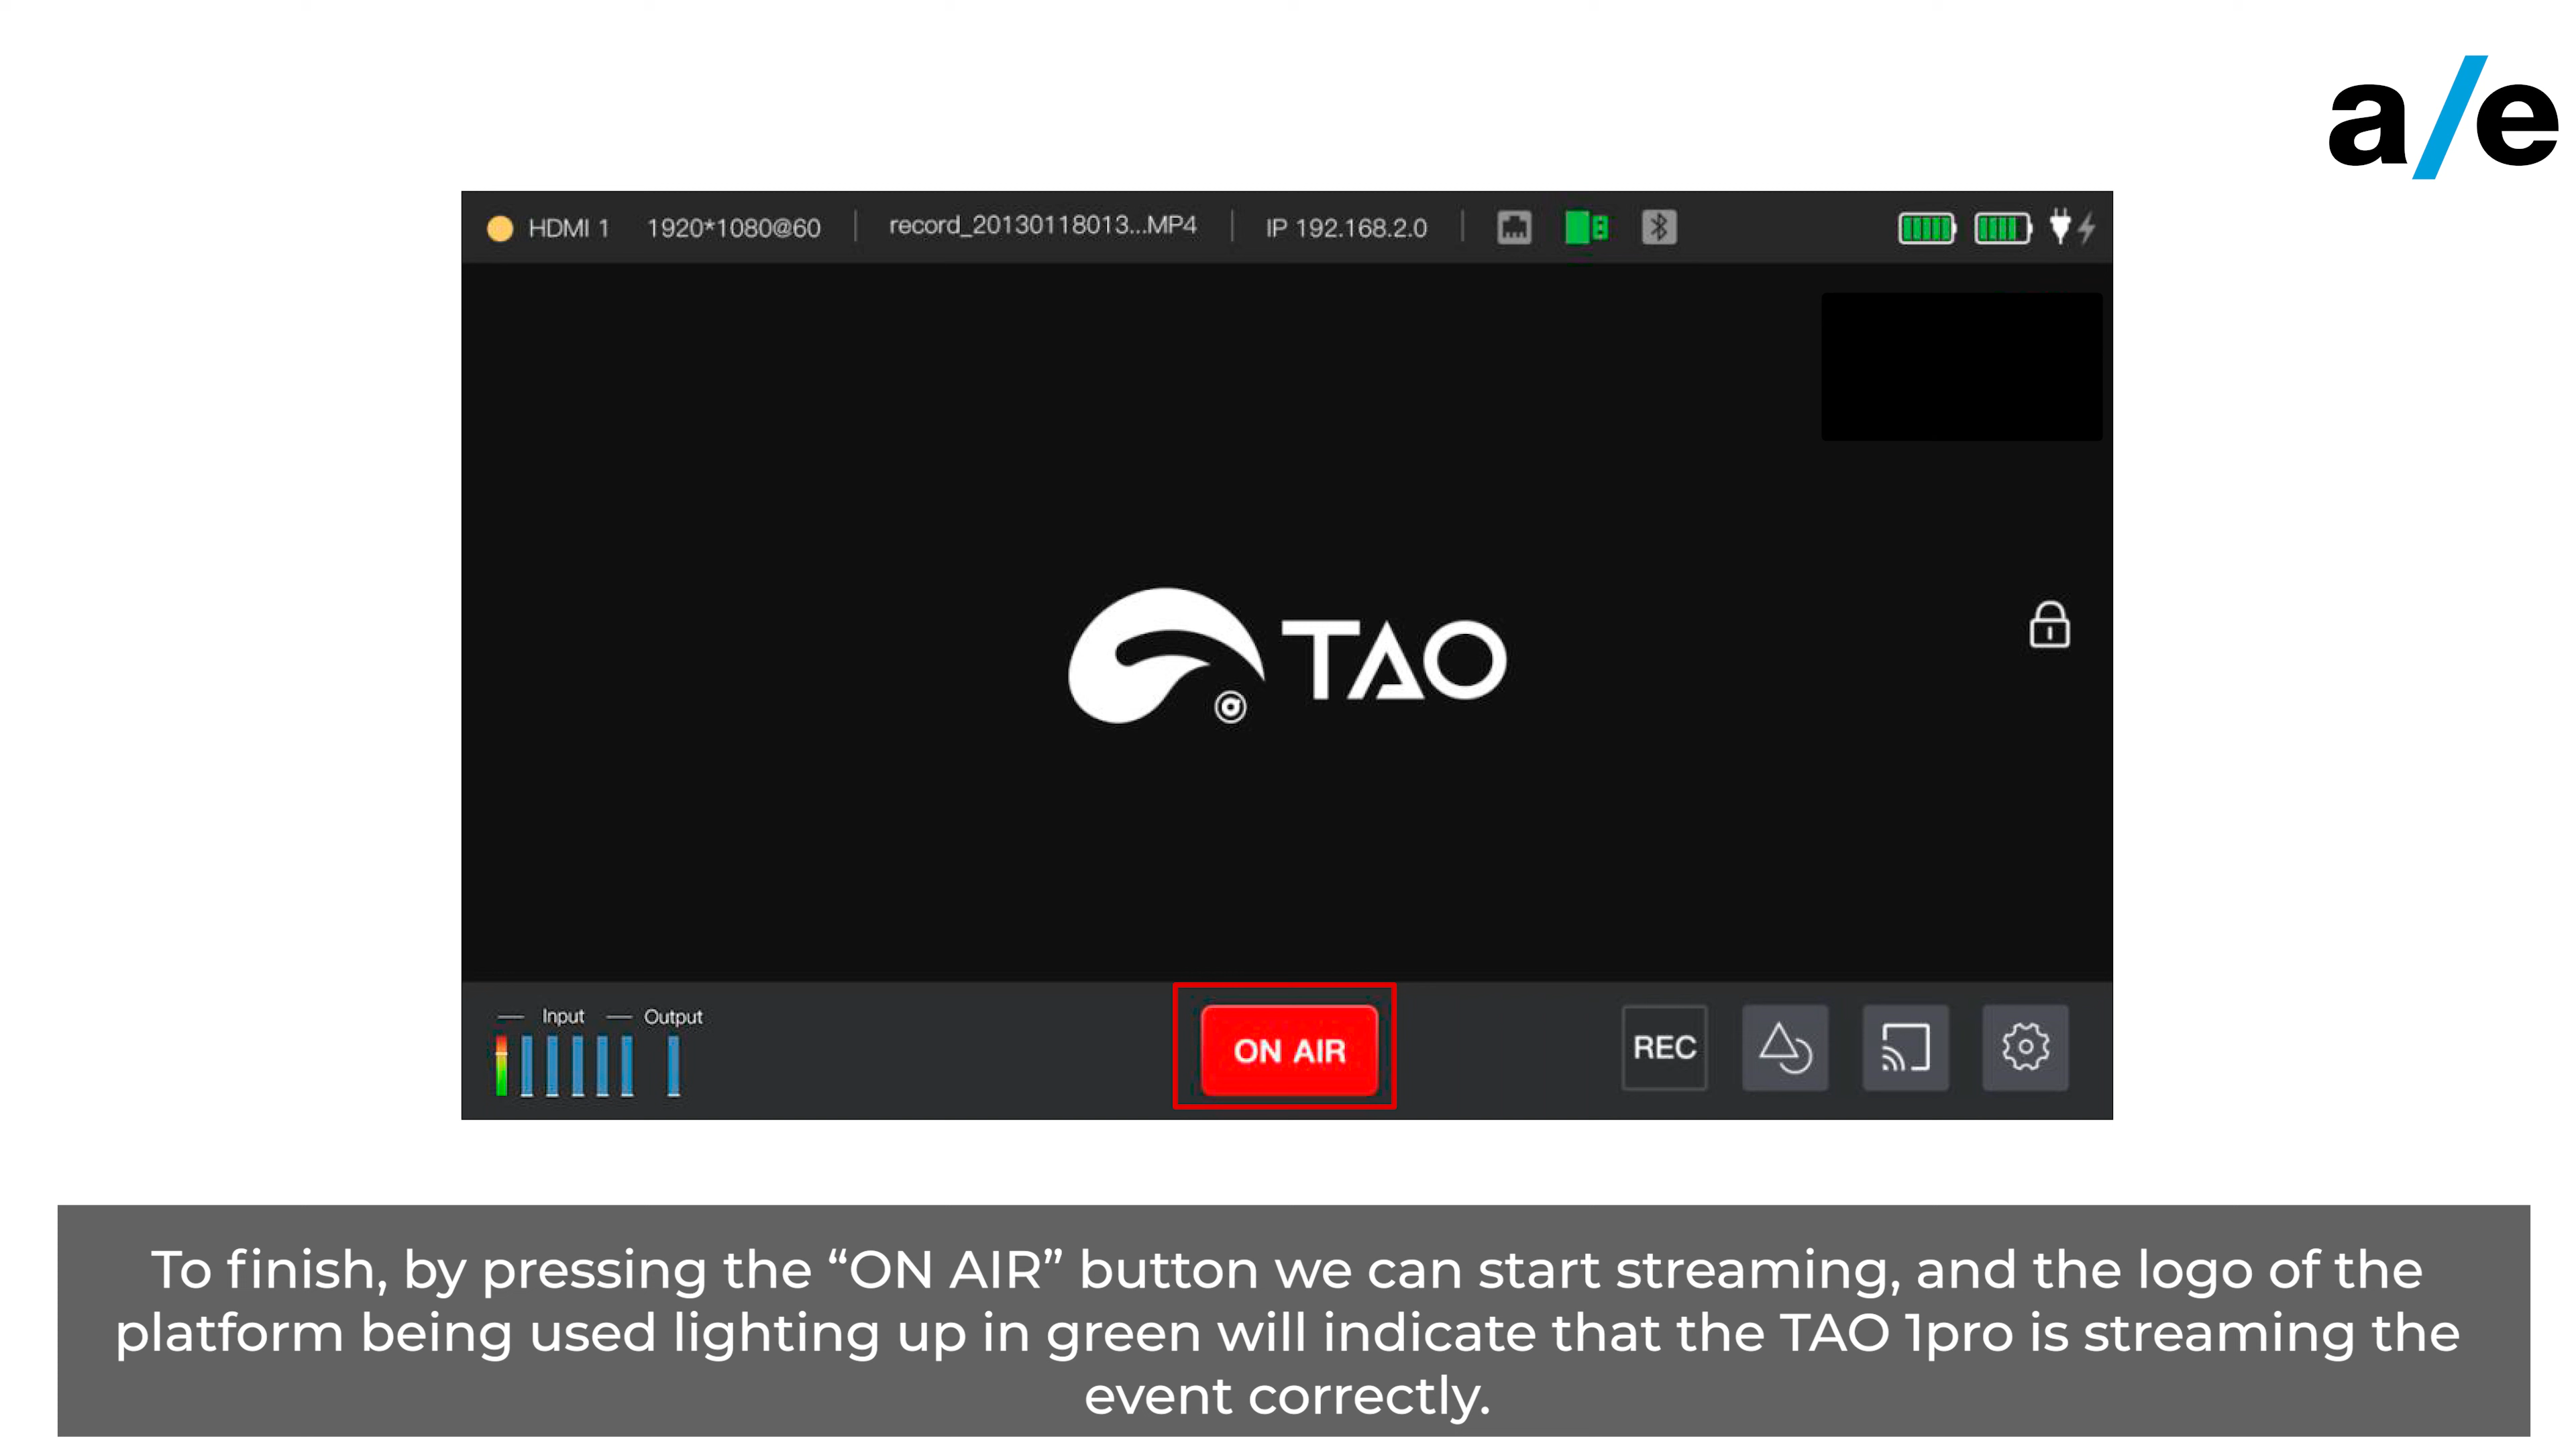 a/e
HDMI 1 1920*1080@60 record_20130118013...MP4 IP 192.168.2.0
TAO
Input Output
ON AIR
REC
To finish, by pressing the “ON AIR” button we can start streaming, and the logo of the
platform being used lighting up in green will indicate that the TAO 1pro is streaming the
event correctly.